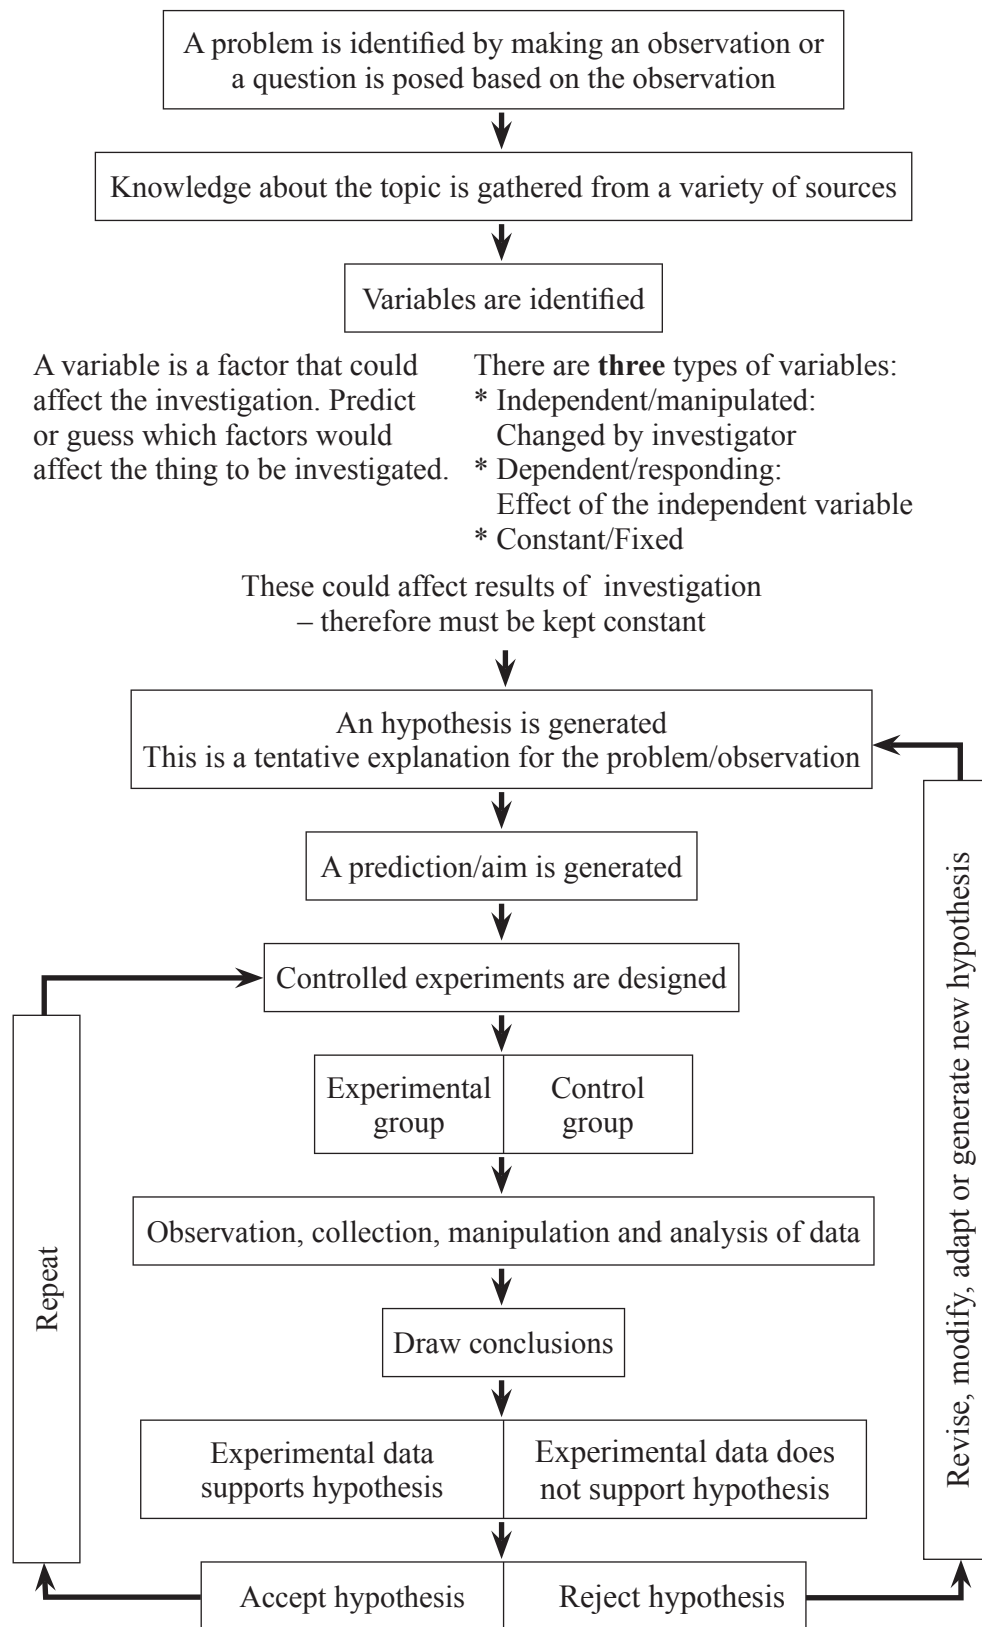 A problem is identified by making an observation or
a question is posed based on the observation
Knowledge about the topic is gathered from a variety of sources
Variables are identified
A variable is a factor that could
affect the investigation. Predict
or guess which factors would
affect the thing to be investigated.
There are three types of variables:
* Independent/manipulated:
Changed by investigator
* Dependent/responding:
Effect of the independent variable
* Constant/Fixed
These could affect results of investigation
– therefore must be kept constant
An hypothesis is generated
This is a tentative explanation for the problem/observation
A prediction/aim is generated
Controlled experiments are designed
Experimental
group
Control
group
Observation, collection, manipulation and analysis of data
Draw conclusions
Experimental data
supports hypothesis
Experimental data does
not support hypothesis
Accept hypothesis
Reject hypothesis
Repeat
Revise, modify, adapt or generate new hypothesis